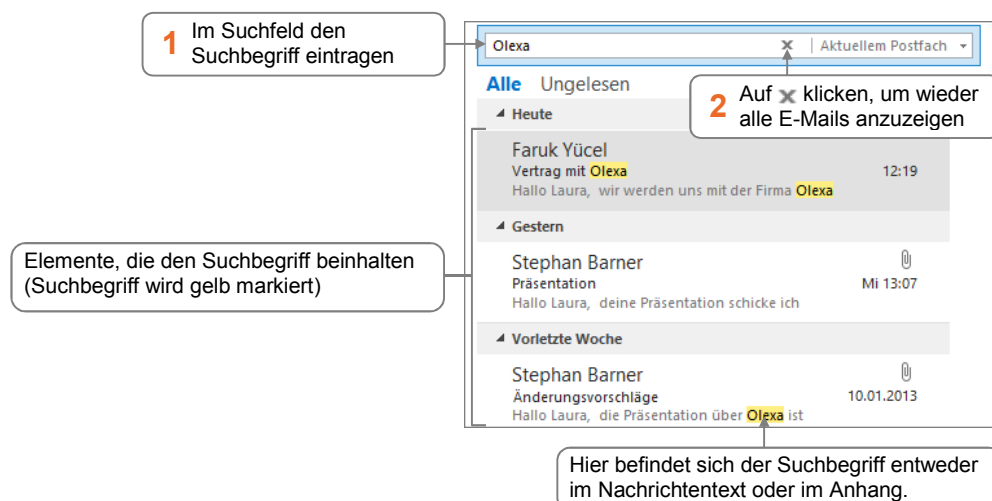 1 Im Suchfeld den
Suchbegriff eintragen
Olexa
Aktuellem Postfach
Alle Ungelesen
2 Auf x klicken, um wieder
alle E-Mails anzuzeigen
Heute
Faruk Yücel
Vertrag mit Olexa 12:19
Hallo Laura, wir werden uns mit der Firma Olexa
Elemente, die den Suchbegriff beinhalten
(Suchbegriff wird gelb markiert)
Gestern
Stephan Barner
Präsentation Mi 13:07
Hallo Laura, deine Präsentation schicke ich
Vorletzte Woche
Stephan Barner
Änderungsvorschläge 10.01.2013
Hallo Laura, die Präsentation über Olexa ist
Hier befindet sich der Suchbegriff entweder
im Nachrichtentext oder im Anhang.